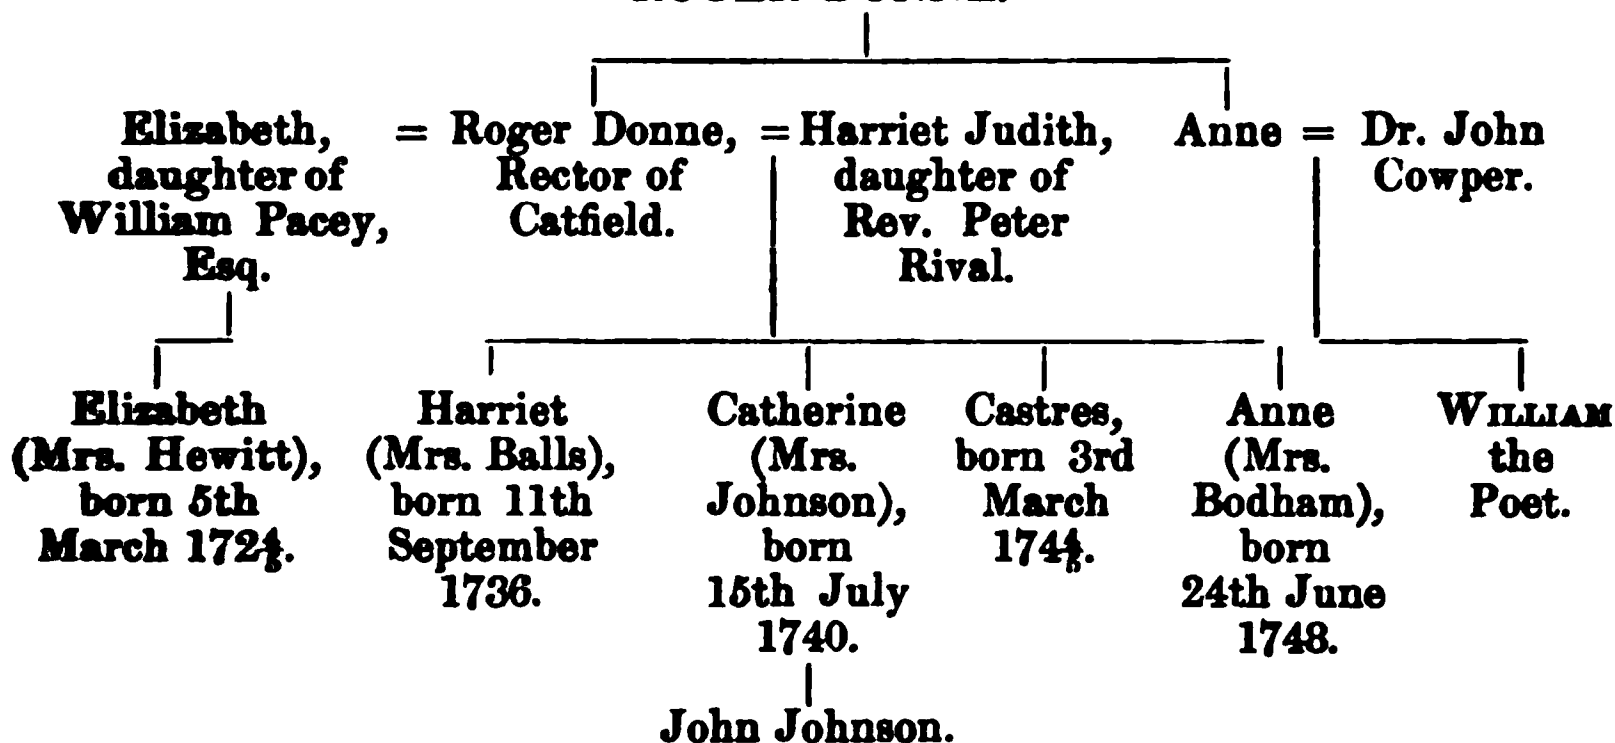 Elizabeth,
daughter of
William Pacey,
Esq.
=
Roger Donne,
Rector of
Catfield.
=
Harriet Judith,
daughter of
Rev. Peter
Rival.
Anne
=
Dr. John
Cowper.
Elizabeth
(Mrs. Hewitt),
born 5th
March 172⅘.
Harriet
(Mrs. Balls),
born 11th
September
1736.
Catherine
(Mrs.
Johnson),
born
15th July
1740.
Castres,
born 3rd
March
174⅘.
Anne
(Mrs.
Bodham),
born
24th June
1748.
WILLIAM
the
Poet.
John Johnson.